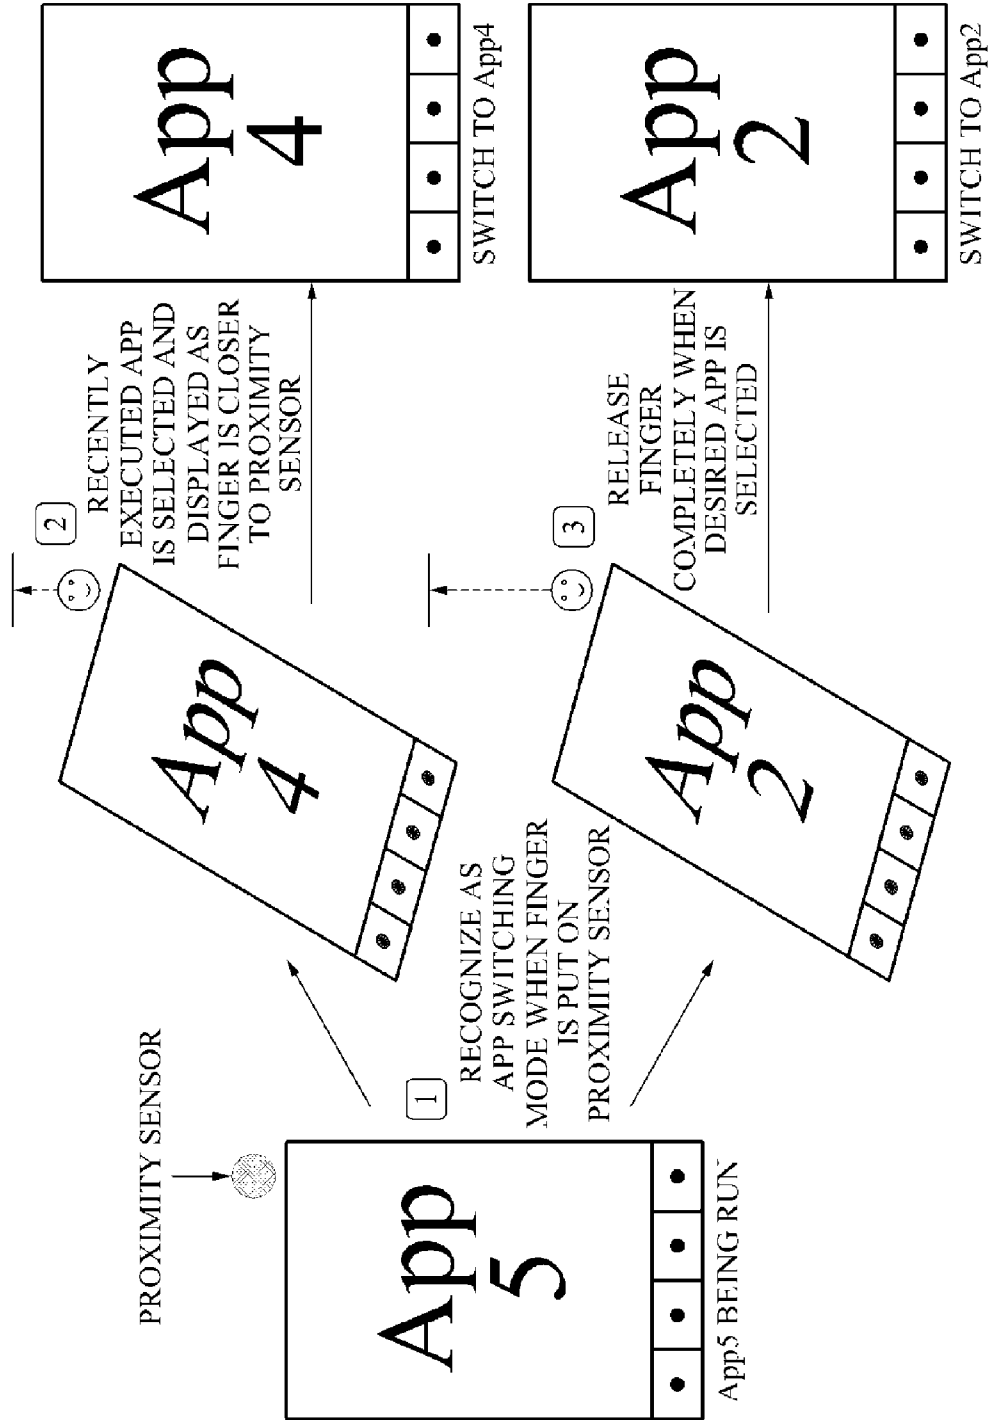 PROXIMITY SENSOR
App
5
App5 BEING RUN
1
RECOGNIZE AS
APP SWITCHING
MODE WHEN FINGER
IS PUT ON
PROXIMITY SENSOR
App
4
2
RECENTLY
EXECUTED APP
IS SELECTED AND
DISPLAYED AS
FINGER IS CLOSER
TO PROXIMITY
SENSOR
App
4
SWITCH TO App4
App
2
3
RELEASE
FINGER
COMPLETELY WHEN
DESIRED APP IS
SELECTED
App
2
SWITCH TO App2